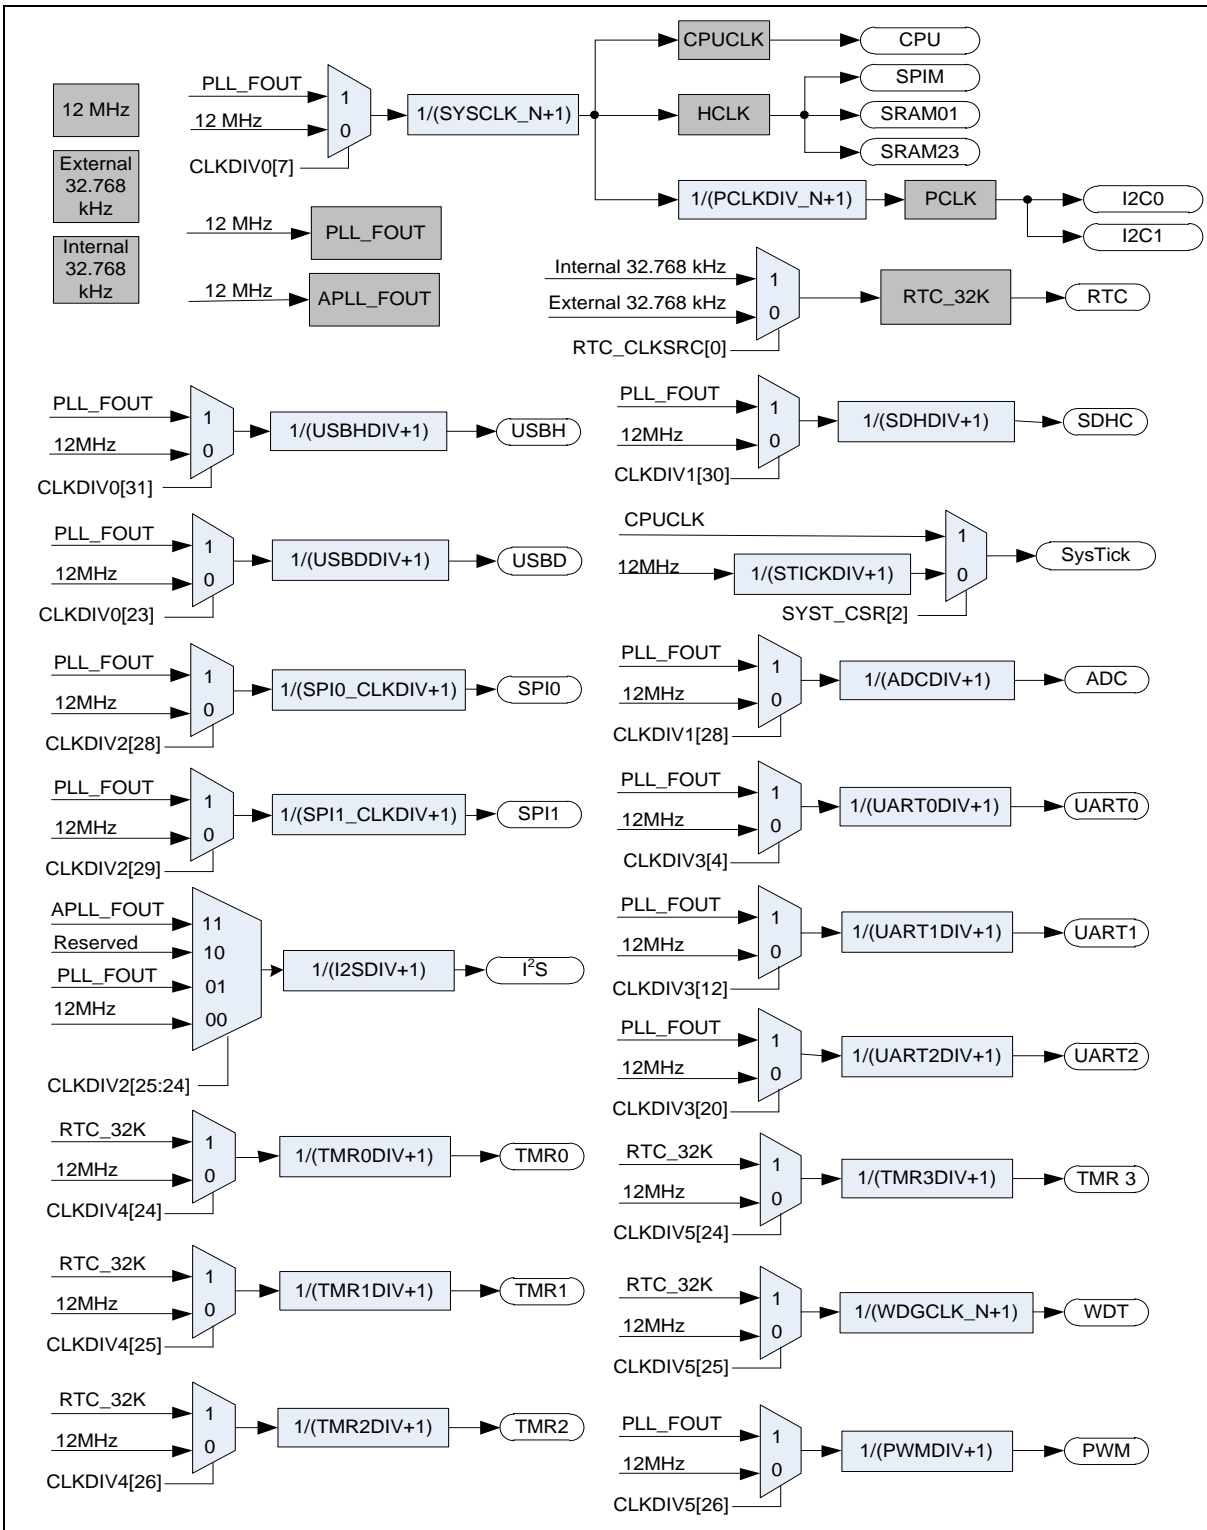 12 MHz
External
32.768
kHz
Internal
32.768
kHz
PLL_FOUT
12 MHz
1
0
CLKDIV0[7]
1/(SYSCLK_N+1)
CPUCLK
CPU
HCLK
SPIM
SRAM01
SRAM23
1/(PCLKDIV_N+1)
PCLK
I2C0
I2C1
12 MHz
PLL_FOUT
12 MHz
APLL_FOUT
Internal 32.768 kHz
External 32.768 kHz
1
0
RTC_CLKSRC[0]
RTC_32K
RTC
PLL_FOUT
12MHz
1
0
CLKDIV0[31]
1/(USBHDIV+1)
USBH
PLL_FOUT
12MHz
1
0
CLKDIV1[30]
1/(SDHDIV+1)
SDHC
PLL_FOUT
12MHz
1
0
CLKDIV0[23]
1/(USBDDIV+1)
USBD
CPUCLK
12MHz
1/(STICKDIV+1)
1
0
SYST_CSR[2]
SysTick
PLL_FOUT
12MHz
1
0
CLKDIV2[28]
1/(SPI0_CLKDIV+1)
SPI0
PLL_FOUT
12MHz
1
0
CLKDIV1[28]
1/(ADCDIV+1)
ADC
PLL_FOUT
12MHz
1
0
CLKDIV2[29]
1/(SPI1_CLKDIV+1)
SPI1
PLL_FOUT
12MHz
1
0
CLKDIV3[4]
1/(UART0DIV+1)
UART0
APLL_FOUT
Reserved
PLL_FOUT
12MHz
11
10
01
00
CLKDIV2[25:24]
1/(I2SDIV+1)
I²S
PLL_FOUT
12MHz
1
0
CLKDIV3[12]
1/(UART1DIV+1)
UART1
PLL_FOUT
12MHz
1
0
CLKDIV3[20]
1/(UART2DIV+1)
UART2
RTC_32K
12MHz
1
0
CLKDIV4[24]
1/(TMR0DIV+1)
TMR0
RTC_32K
12MHz
1
0
CLKDIV5[24]
1/(TMR3DIV+1)
TMR 3
RTC_32K
12MHz
1
0
CLKDIV4[25]
1/(TMR1DIV+1)
TMR1
RTC_32K
12MHz
1
0
CLKDIV5[25]
1/(WDGCLK_N+1)
WDT
RTC_32K
12MHz
1
0
CLKDIV4[26]
1/(TMR2DIV+1)
TMR2
PLL_FOUT
12MHz
1
0
CLKDIV5[26]
1/(PWMDIV+1)
PWM